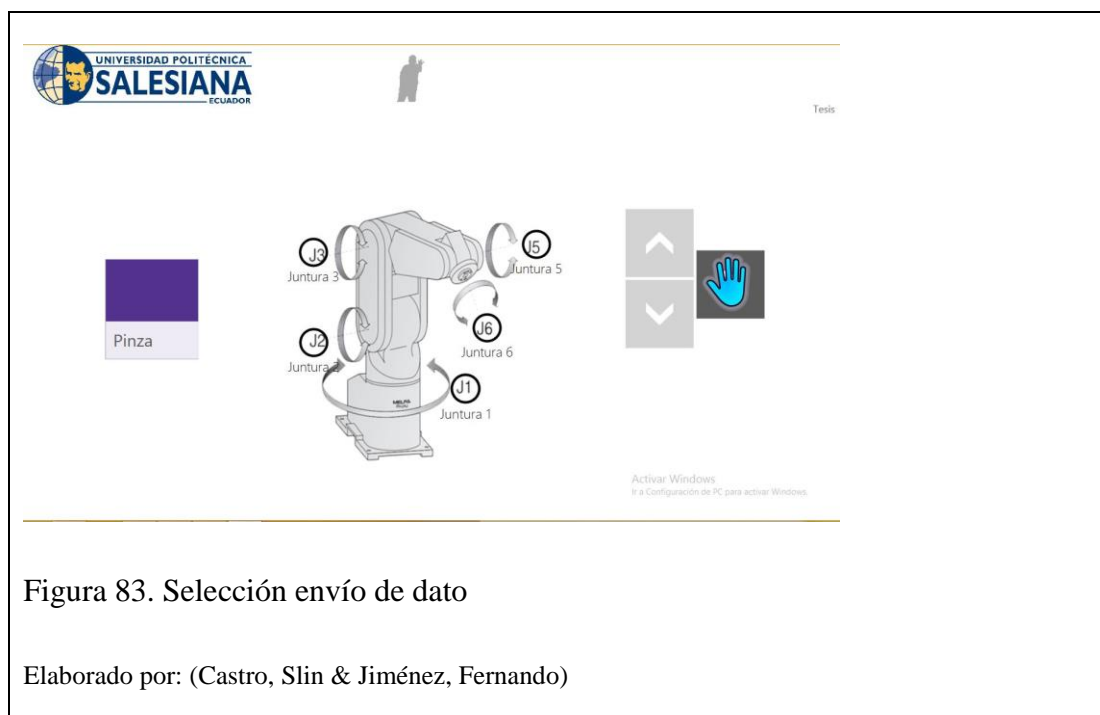 UNIVERSIDAD POLITÉCNICA
SALESIANA
ECUADOR
Tesis
J3
Juntura 3
J5
Juntura 5
J6
Juntura 6
J2
Juntura 2
J1
Juntura 1
MELFA
Pinza
Activar Windows
Ir a Configuración de PC para activar Windows.
Figura 83. Selección envío de dato
Elaborado por: (Castro, Slin & Jiménez, Fernando)